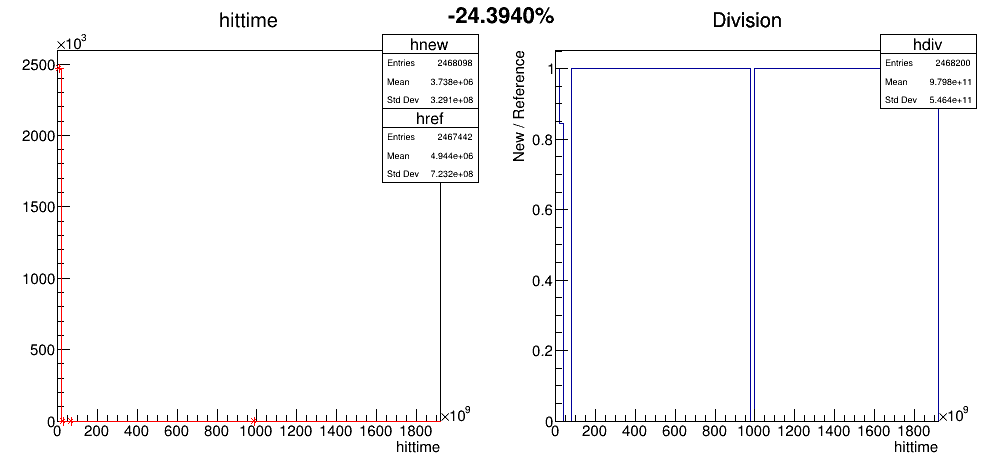 -24.3940%
hittime
×10³
hnew
Entries 2468098
Mean 3.738e+06
Std Dev 3.291e+08
href
Entries 2467442
Mean 4.944e+06
Std Dev 7.232e+08
2500
2000
1500
1000
500
0
0 200 400 600 800 1000 1200 1400 1600 1800
×10⁹
hittime
Division
hdiv
Entries 2468200
Mean 9.798e+11
Std Dev 5.464e+11
New / Reference
1
0.8
0.6
0.4
0.2
0
0 200 400 600 800 1000 1200 1400 1600 1800
×10⁹
hittime